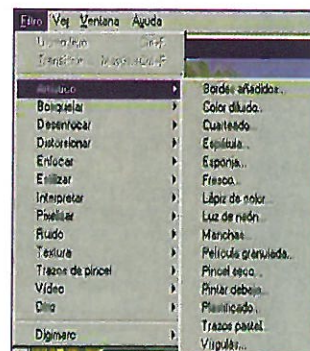 Filtro Ver Ventana Ayuda
Artístico
Bosquejar
Desenfocar
Distorsionar
Enfocar
Estilizar
Interpretar
Pixelizar
Ruido
Textura
Trazos de pincel
Vídeo
Otro
Digimarc
Bordes añadidos...
Color diluido...
Cuarteado...
Espátula...
Esponja...
Fresco...
Lápiz de color...
Luz de neón...
Manchas...
Película granulada...
Pincel seco...
Pintar debajo...
Plastificado...
Trazos pastel...
Virutas...